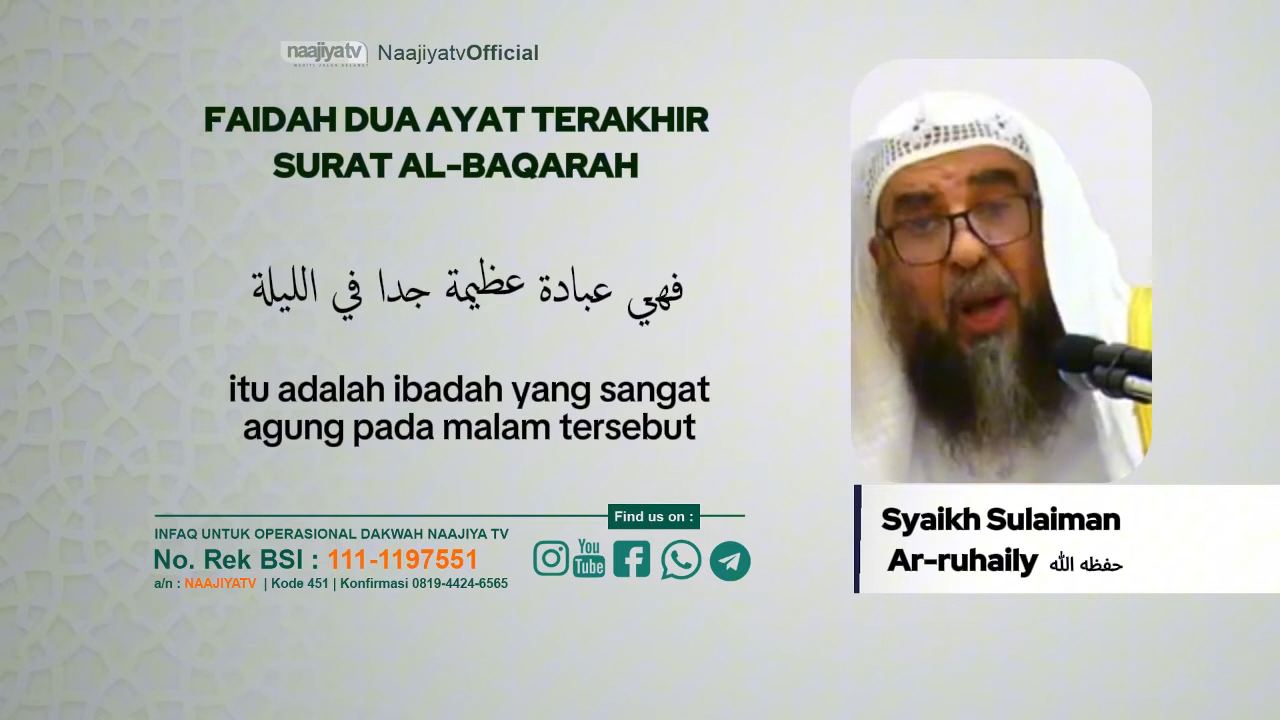 naajiyatv
NaajiyatvOfficial
FAIDAH DUA AYAT TERAKHIR
SURAT AL-BAQARAH
فهي عبادة عظيمة جدا في الليلة
itu adalah ibadah yang sangat
agung pada malam tersebut
Find us on :
INFAQ UNTUK OPERASIONAL DAKWAH NAAJIYA TV
No. Rek BSI : 111-1197551
a/n : NAAJIYATV | Kode 451 | Konfirmasi 0819-4424-6565
You
Tube
Syaikh Sulaiman
Ar-ruhaily حفظه الله